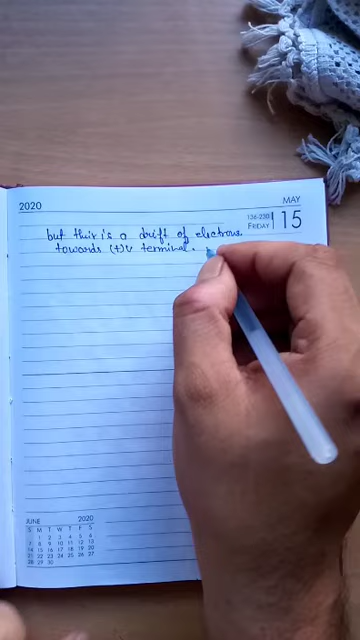 2020
MAY
136-230
FRIDAY
15
but their is a drift of electrons
towards (+)ve terminal.
JUNE 2020
S M T W T F S
1 2 3 4 5 6
7 8 9 10 11 12 13
14 15 16 17 18 19 20
21 22 23 24 25 26 27
28 29 30